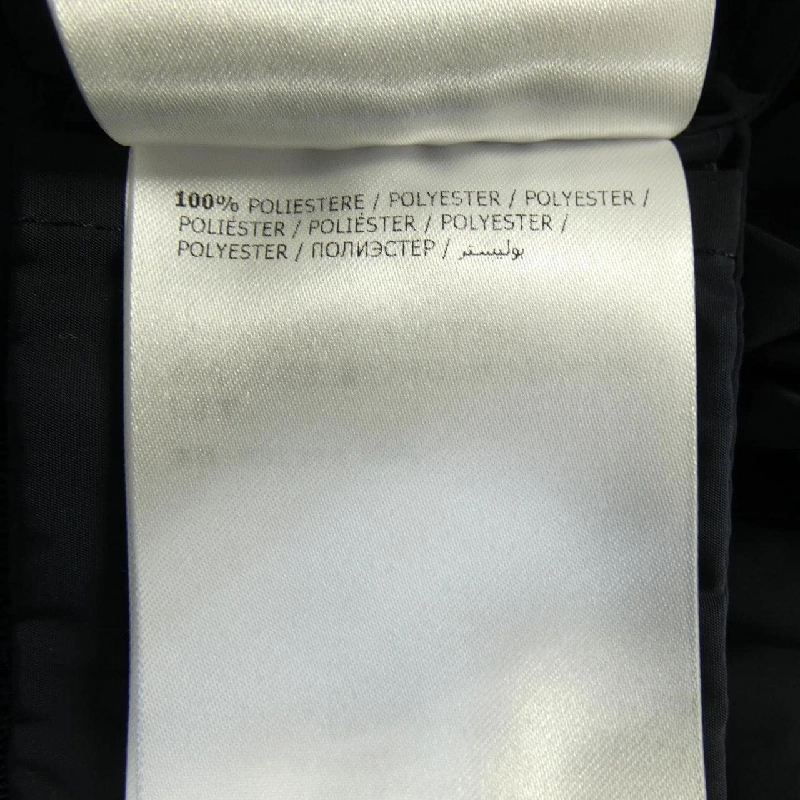 100% POLIESTERE / POLYESTER / POLYESTER /
POLIÉSTER / POLIÉSTER / POLYESTER /
POLYESTER / ПОЛИЭСТЕР / بوليستر